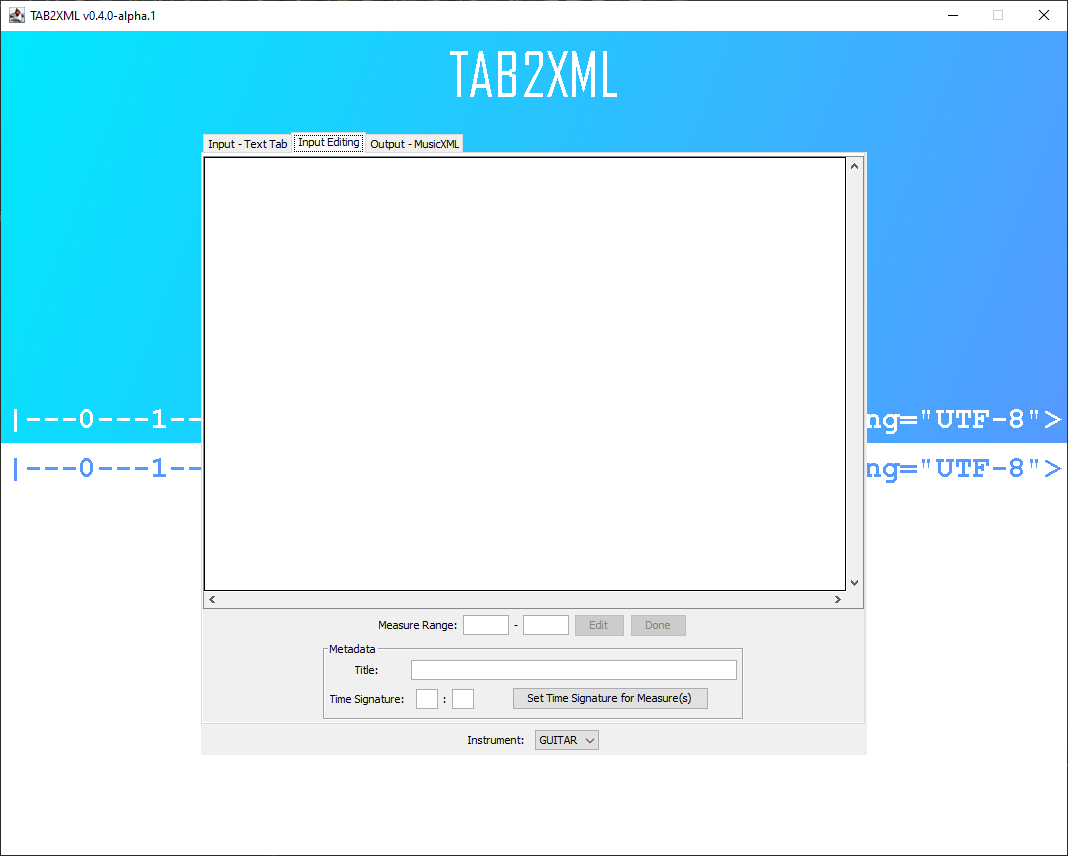 TAB2XML v0.4.0-alpha.1
TAB2XML
Input - Text Tab Input Editing Output - MusicXML
|---0---1-- ng="UTF-8">
|---0---1-- ng="UTF-8">
Measure Range: - Edit Done
Metadata
Title:
Time Signature: : Set Time Signature for Measure(s)
Instrument: GUITAR